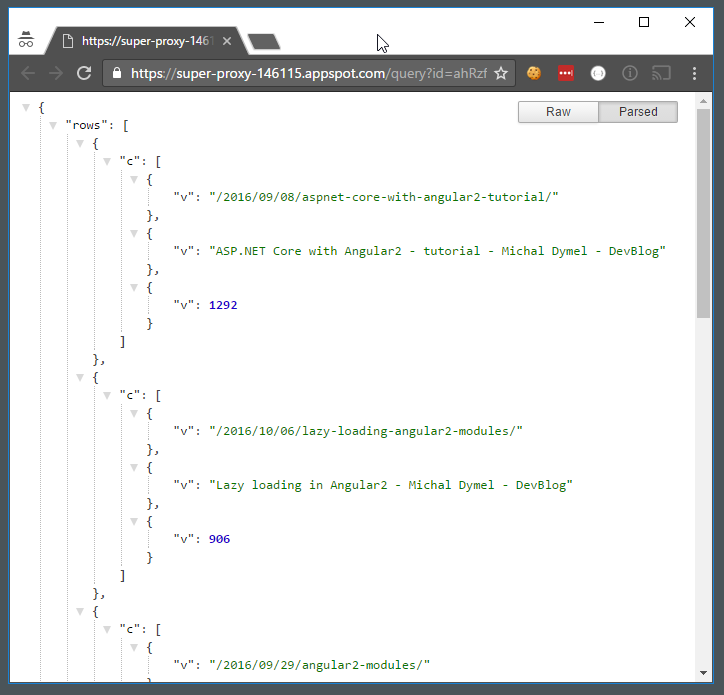 https://super-proxy-1461
https://super-proxy-146115.appspot.com/query?id=ahRzf
Raw Parsed
{
"rows": [
{
"c": [
{
"v": "/2016/09/08/aspnet-core-with-angular2-tutorial/"
},
{
"v": "ASP.NET Core with Angular2 - tutorial - Michal Dymel - DevBlog"
},
{
"v": 1292
}
]
},
{
"c": [
{
"v": "/2016/10/06/lazy-loading-angular2-modules/"
},
{
"v": "Lazy loading in Angular2 - Michal Dymel - DevBlog"
},
{
"v": 906
}
]
},
{
"c": [
{
"v": "/2016/09/29/angular2-modules/"